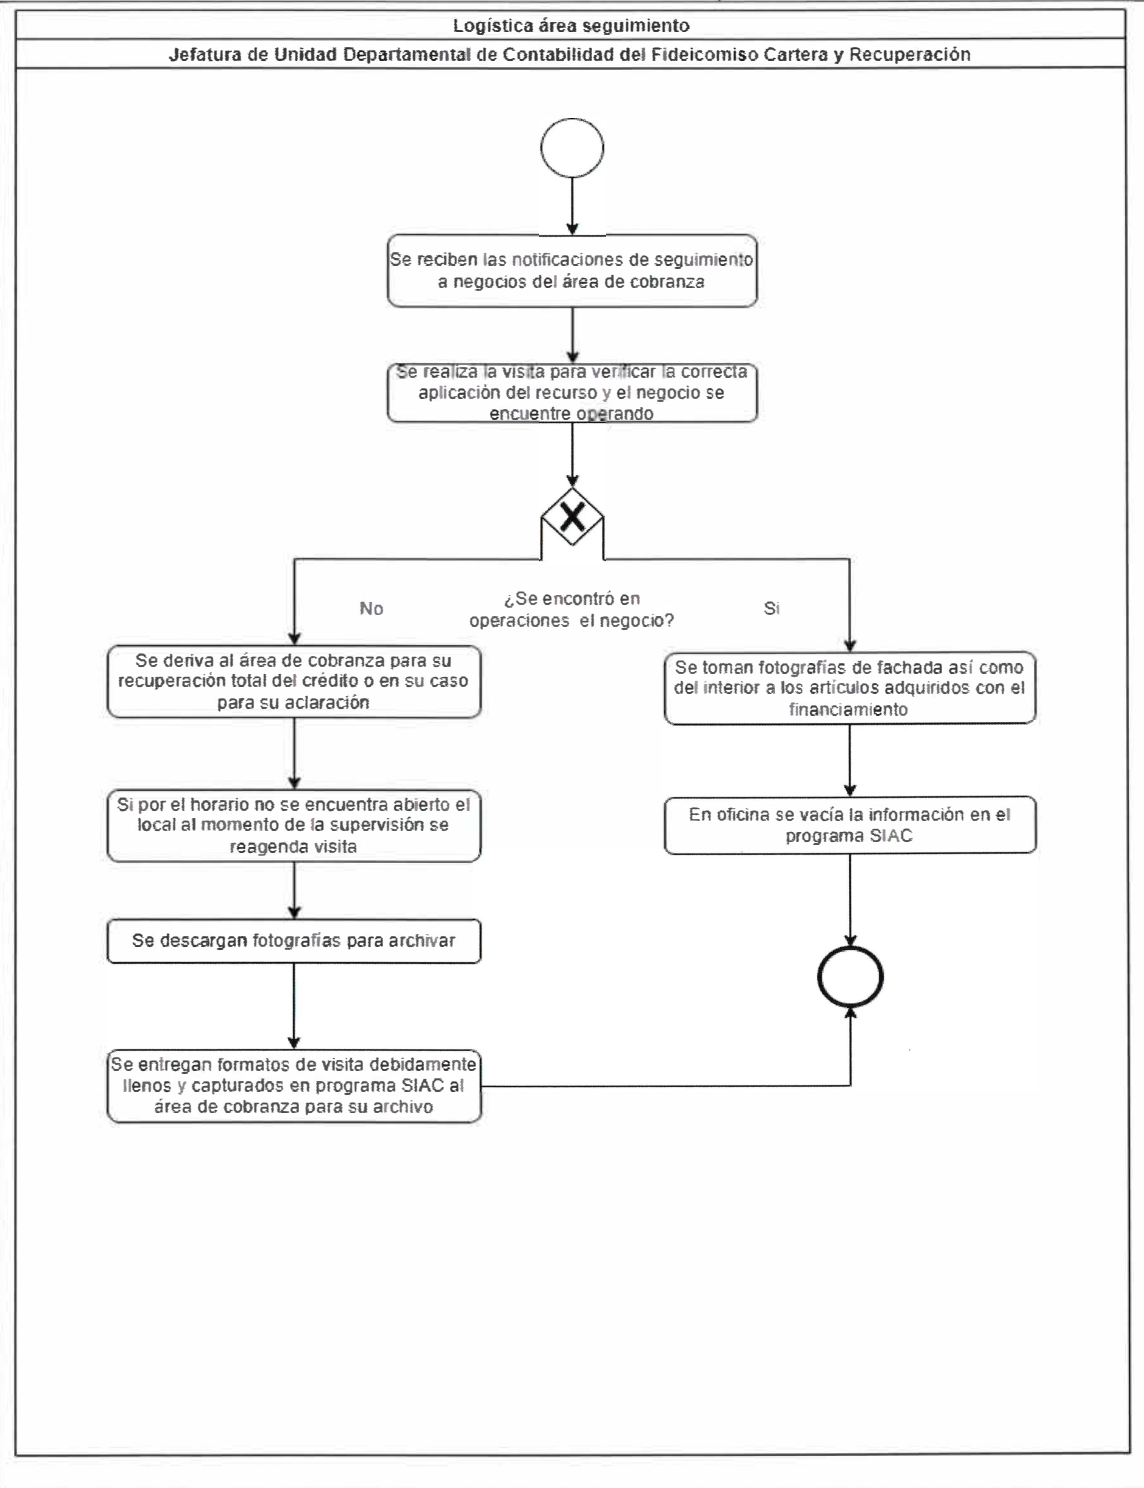 Logística área seguimiento
Jefatura de Unidad Departamental de Contabilidad del Fideicomiso Cartera y Recuperación
Se reciben las notificaciones de seguimiento
a negocios del área de cobranza
Se realiza la visita para verificar la correcta
aplicación del recurso y el negocio se
encuentre operando
¿Se encontró en
operaciones el negocio?
No
Si
Se deriva al área de cobranza para su
recuperación total del crédito o en su caso
para su aclaración
Se toman fotografías de fachada así como
del interior a los artículos adquiridos con el
financiamiento
Si por el horario no se encuentra abierto el
local al momento de la supervisión se
reagenda visita
En oficina se vacía la información en el
programa SIAC
Se descargan fotografías para archivar
Se entregan formatos de visita debidamente
llenos y capturados en programa SIAC al
área de cobranza para su archivo